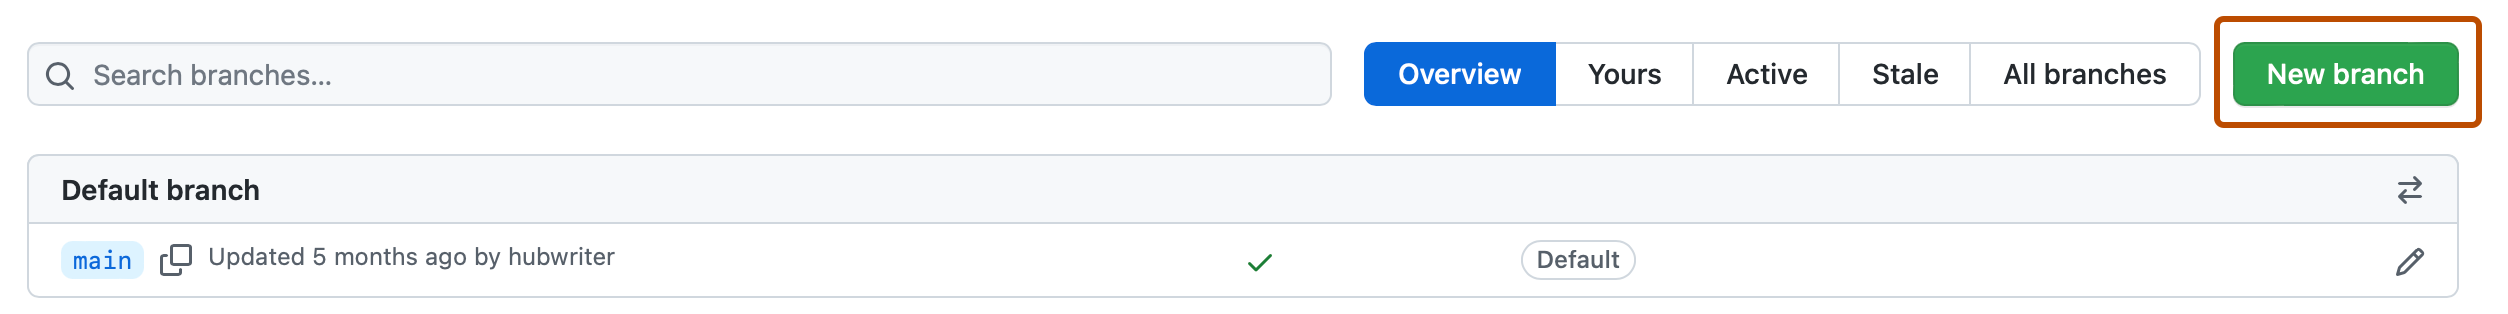 Search branches...
Overview
Yours
Active
Stale
All branches
New branch
Default branch
main Updated 5 months ago by hubwriter
Default